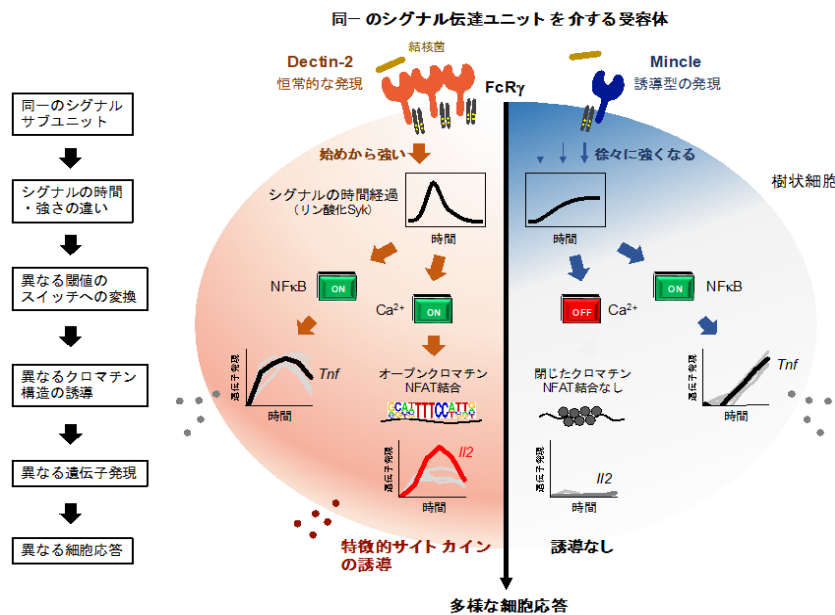 同一のシグナル伝達ユニットを介する受容体
結核菌
Dectin-2
恒常的な発現
FcRγ
Mincle
誘導型の発現
同一のシグナル
サブユニット
始めから強い
徐々に強くなる
樹状細胞
シグナルの時間
・強さの違い
シグナルの時間経過
（リン酸化Syk）
時間
時間
異なる閾値の
スイッチへの変換
NFκB
ON
Ca2+
ON
OFF
Ca2+
ON
NFκB
異なるクロマチン
構造の誘導
遺伝子発現
Tnf
時間
オープンクロマチン
NFAT結合
閉じたクロマチン
NFAT結合なし
遺伝子発現
Tnf
時間
TTTCC
異なる遺伝子発現
遺伝子発現
Il2
時間
遺伝子発現
Il2
時間
異なる細胞応答
特徴的サイトカイン
の誘導
誘導なし
多様な細胞応答